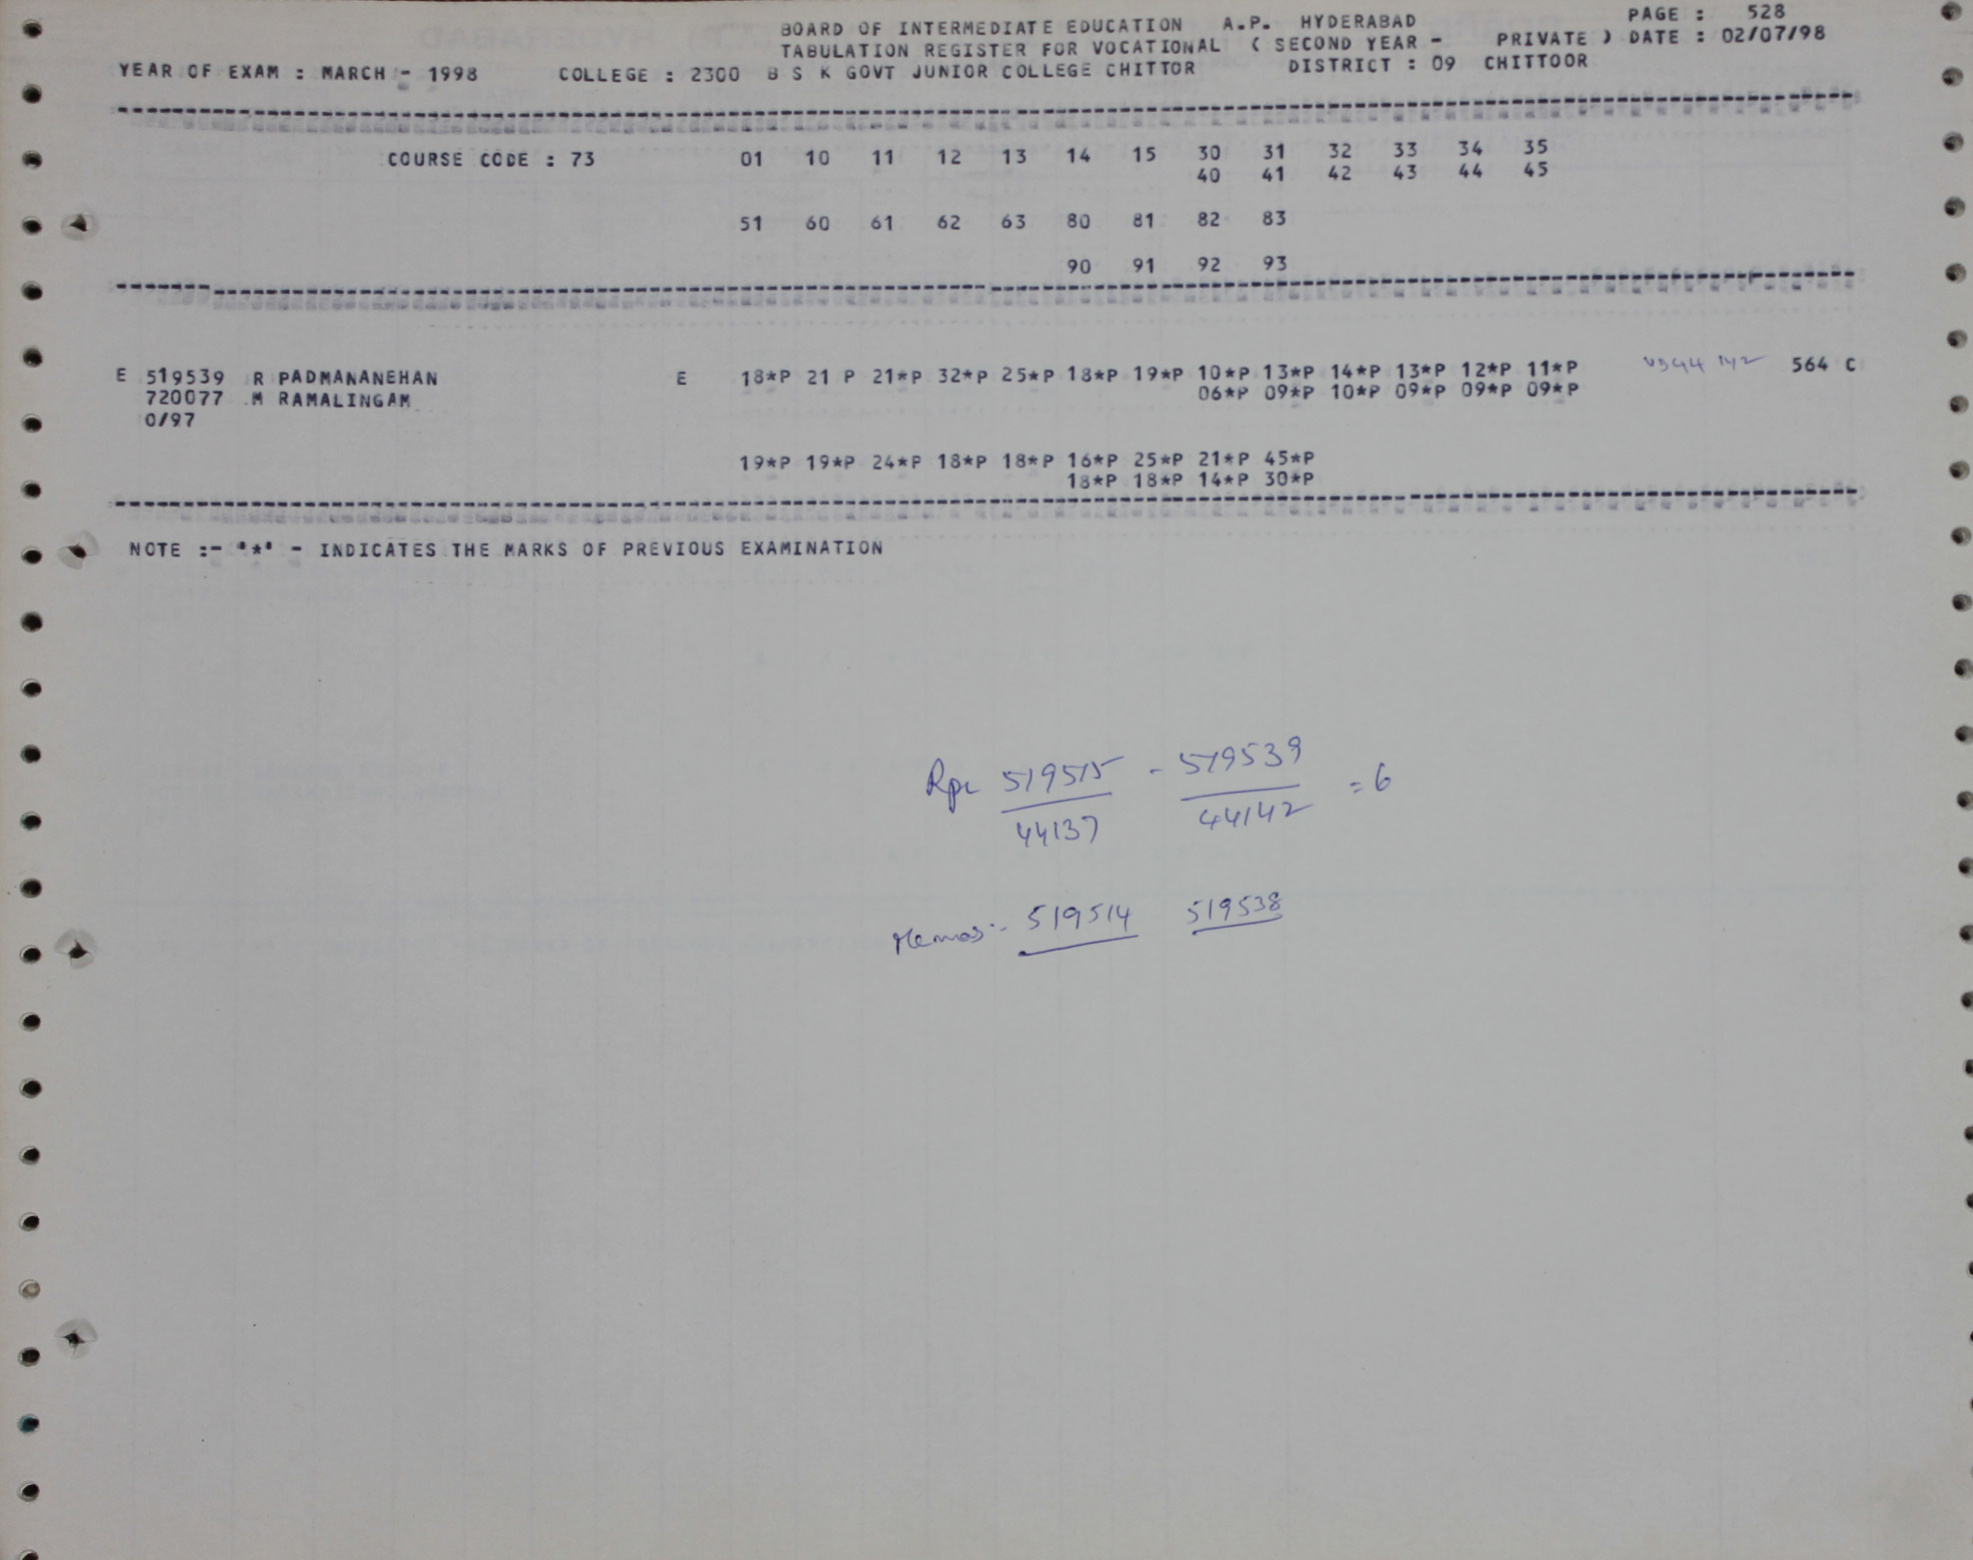 BOARD OF INTERMEDIATE EDUCATION A.P. HYDERABAD PAGE : 528
TABULATION REGISTER FOR VOCATIONAL ( SECOND YEAR - PRIVATE ) DATE : 02/07/98
YEAR OF EXAM : MARCH - 1998 COLLEGE : 2300 B S K GOVT JUNIOR COLLEGE CHITTOR DISTRICT : 09 CHITTOOR
COURSE CODE : 73 01 10 11 12 13 14 15 30 31 32 33 34 35
40 41 42 43 44 45
51 60 61 62 63 80 81 82 83
90 91 92 93
E 519539 R PADMANANEHAN E 18*P 21 P 21*P 32*P 25*P 18*P 19*P 10*P 13*P 14*P 13*P 12*P 11*P 564 C
720077 M RAMALINGAM 06*P 09*P 10*P 09*P 09*P 09*P
0/97
19*P 19*P 24*P 18*P 18*P 16*P 25*P 21*P 45*P
18*P 18*P 14*P 30*P
NOTE :- '*' - INDICATES THE MARKS OF PREVIOUS EXAMINATION
519515 - 519539 = 6
44137 44142
Memos:- 519514 519538